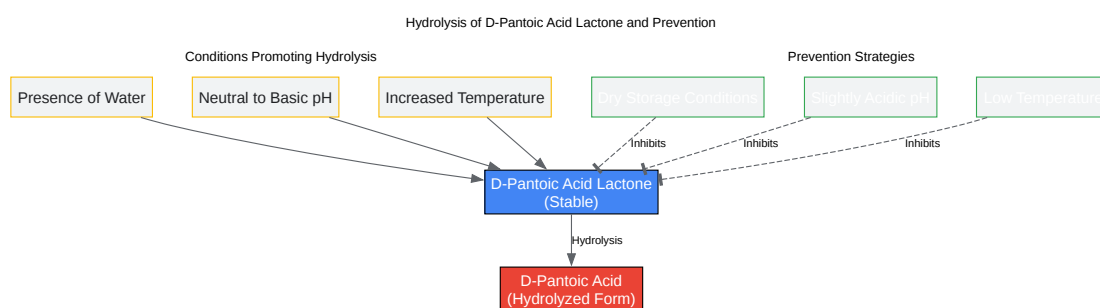 Hydrolysis of D-Pantoic Acid Lactone and Prevention
Conditions Promoting Hydrolysis
Prevention Strategies
Presence of Water
Neutral to Basic pH
Increased Temperature
Dry Storage Conditions
Slightly Acidic pH
Low Temperature
Inhibits
Inhibits
Inhibits
D-Pantoic Acid Lactone
(Stable)
Hydrolysis
D-Pantoic Acid
(Hydrolyzed Form)